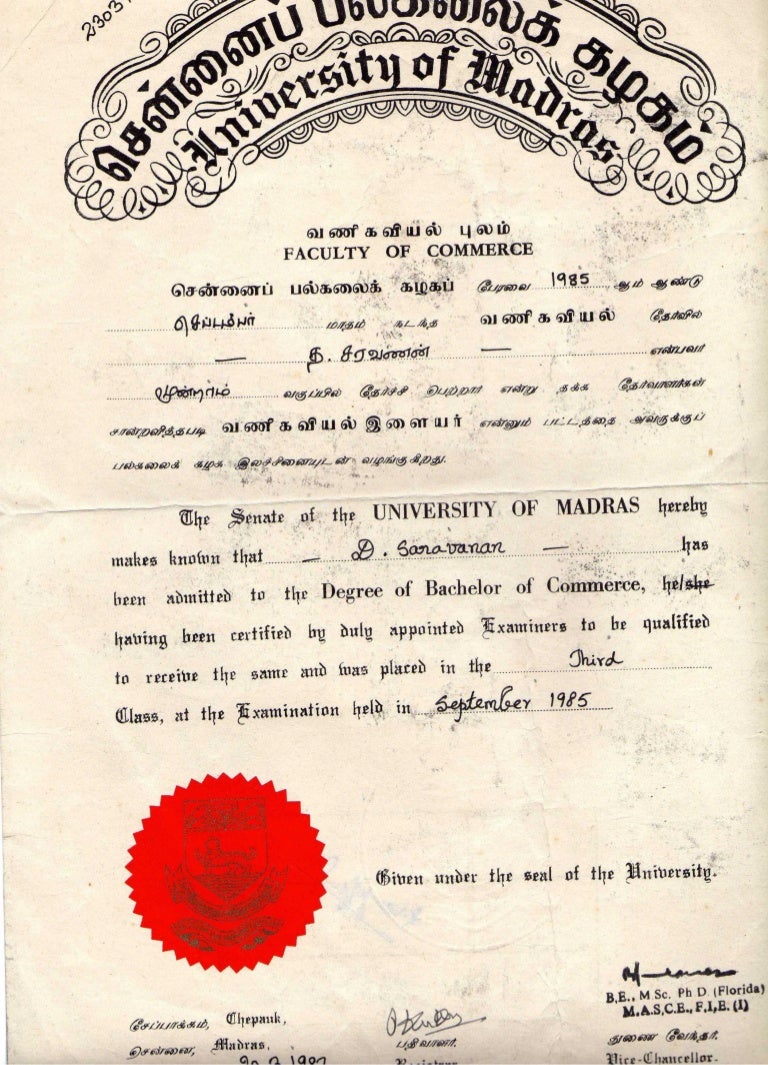 சென்னைப் பல்கலைக் கழகம்
University of Madras
வணிகவியல் புலம்
FACULTY OF COMMERCE
சென்னைப் பல்கலைக் கழகப் பேரவை 1985 ஆம் ஆண்டு
செப்டம்பர் மாதம் நடந்த வணிகவியல் தேர்வில்
— த. சரவணன் — என்பவர்
மூன்றாம் வகுப்பில் தேர்ச்சி பெற்றார் என்று தக்க தேர்வாளர்கள்
சான்றளித்தபடி வணிகவியல் இளையர் என்னும் பட்டத்தை அவருக்குப்
பல்கலைக் கழக இலச்சினையுடன் வழங்குகிறது.
The Senate of the UNIVERSITY OF MADRAS hereby
makes known that — D. Saravanan — has
been admitted to the Degree of Bachelor of Commerce, he/she
having been certified by duly appointed Examiners to be qualified
to receive the same and was placed in the Third
Class, at the Examination held in September 1985
Given under the seal of the University.
B.E., M.Sc. Ph D. (Florida)
M.A.S.C.E., F.I.E. (I)
சேப்பாக்கம், Chepauk,
சென்னை, Madras,
பதிவாளர்.
Registrar
துணை வேந்தர்.
Vice-Chancellor.